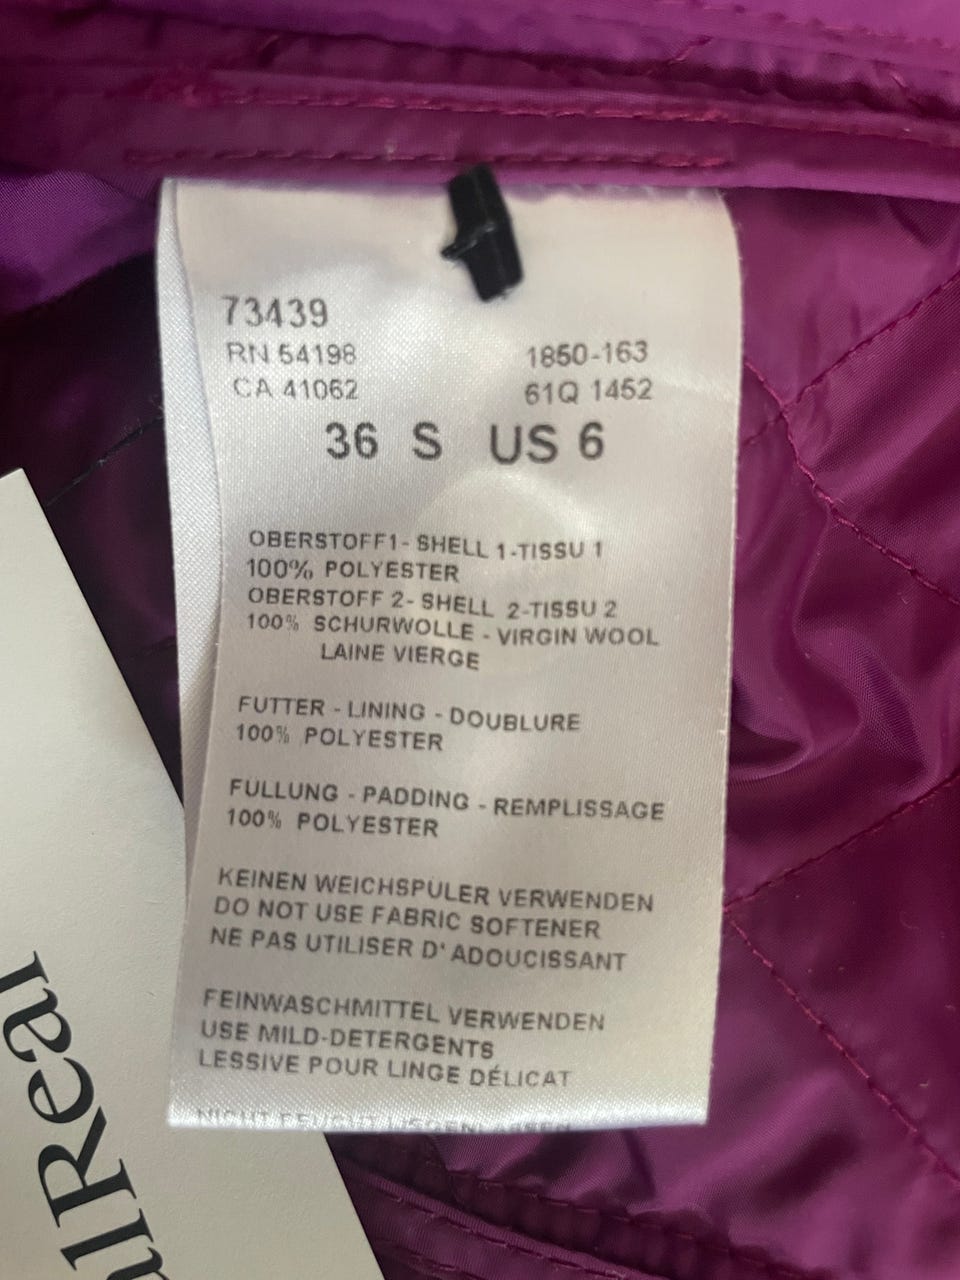 73439
RN 54198 1850-163
CA 41062 61Q 1452
36 S US 6
OBERSTOFF1- SHELL 1-TISSU 1
100% POLYESTER
OBERSTOFF 2- SHELL 2-TISSU 2
100% SCHURWOLLE - VIRGIN WOOL
LAINE VIERGE
FUTTER - LINING - DOUBLURE
100% POLYESTER
FULLUNG - PADDING - REMPLISSAGE
100% POLYESTER
KEINEN WEICHSPÜLER VERWENDEN
DO NOT USE FABRIC SOFTENER
NE PAS UTILISER D' ADOUCISSANT
FEINWASCHMITTEL VERWENDEN
USE MILD-DETERGENTS
LESSIVE POUR LINGE DÉLICAT